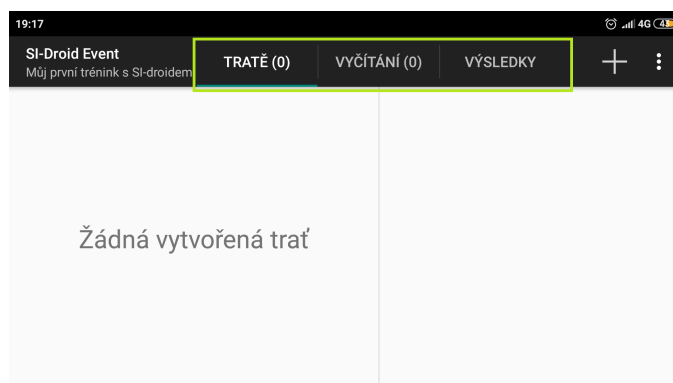 19:17
4G 43
SI-Droid Event
Můj první trénink s SI-droidem
TRATĚ (0)
VYČÍTÁNÍ (0)
VÝSLEDKY
Žádná vytvořená trať